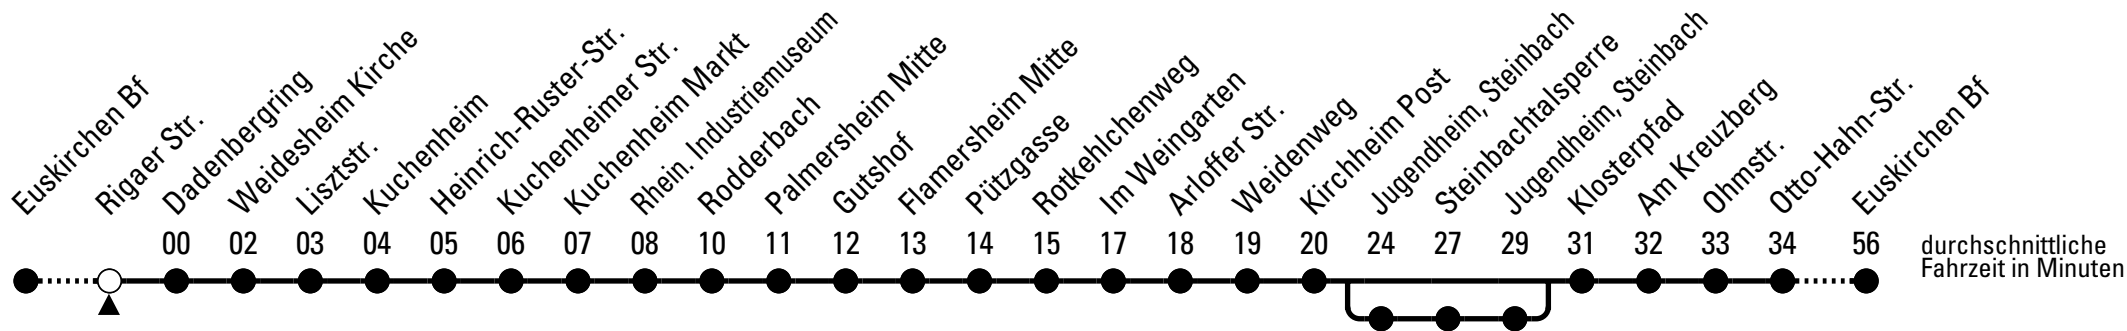 Euskirchen Bf
Rigaer Str.
Dadenbergring
Weidesheim Kirche
Lisztstr.
Kuchenheim
Heinrich-Ruster-Str.
Kuchenheimer Str.
Kuchenheim Markt
Rhein. Industriemuseum
Rodderbach
Palmersheim Mitte
Gutshof
Flamersheim Mitte
Pützgasse
Rotkehlchenweg
Im Weingarten
Arloffer Str.
Weidenweg
Kirchheim Post
Jugendheim, Steinbach
Steinbachtalsperre
Jugendheim, Steinbach
Klosterpfad
Am Kreuzberg
Ohmstr.
Otto-Hahn-Str.
Euskirchen Bf
00 02 03 04 05 06 07 08 10 11 12 13 14 15 17 18 19 20 24 27 29 31 32 33 34 56
durchschnittliche
Fahrzeit in Minuten